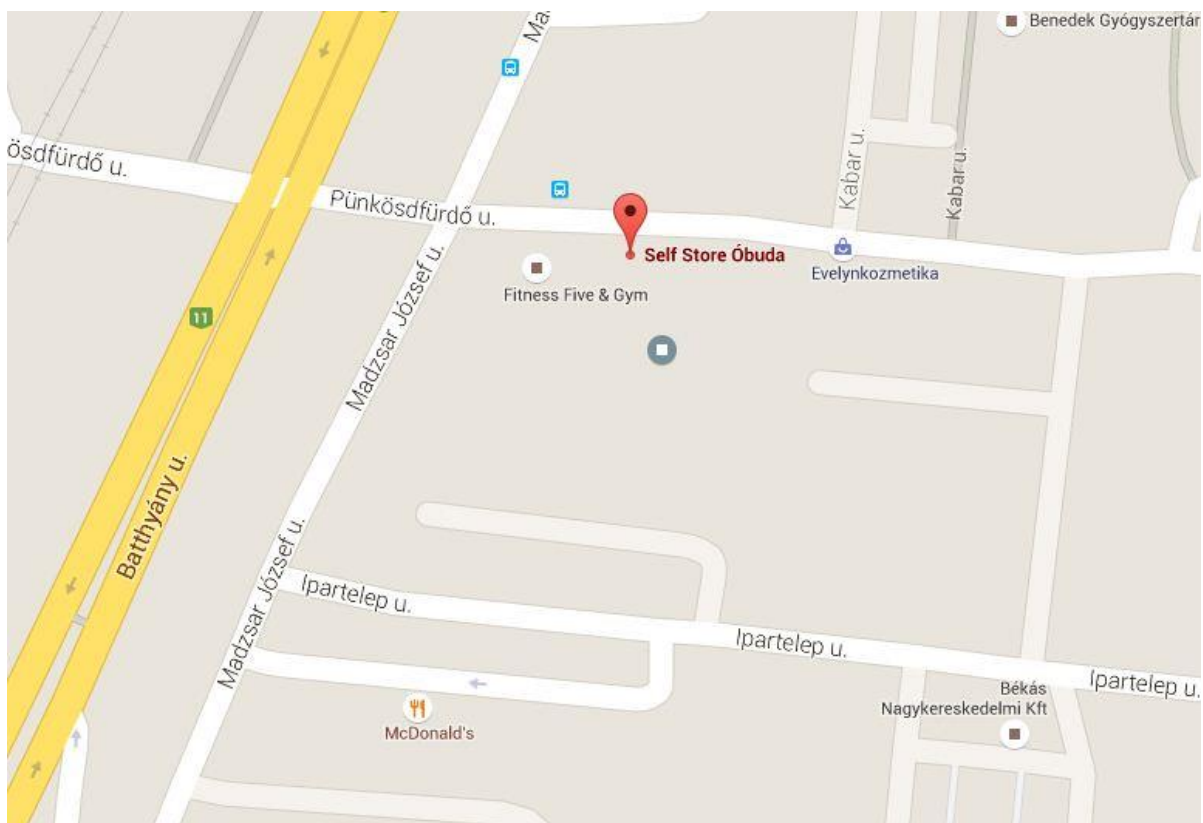 Benedek Gyógyszertár
Ma
ösdfürdő u.
Kabar u.
Kabar u.
Pünkösdfürdő u.
Self Store Óbuda
Evelynkozmetika
Fitness Five & Gym
11
Madzsar József u.
Batthyány u.
Madzsar József u.
Ipartelep u.
Ipartelep u.
Ipartelep u.
Békás
Nagykereskedelmi Kft
McDonald's